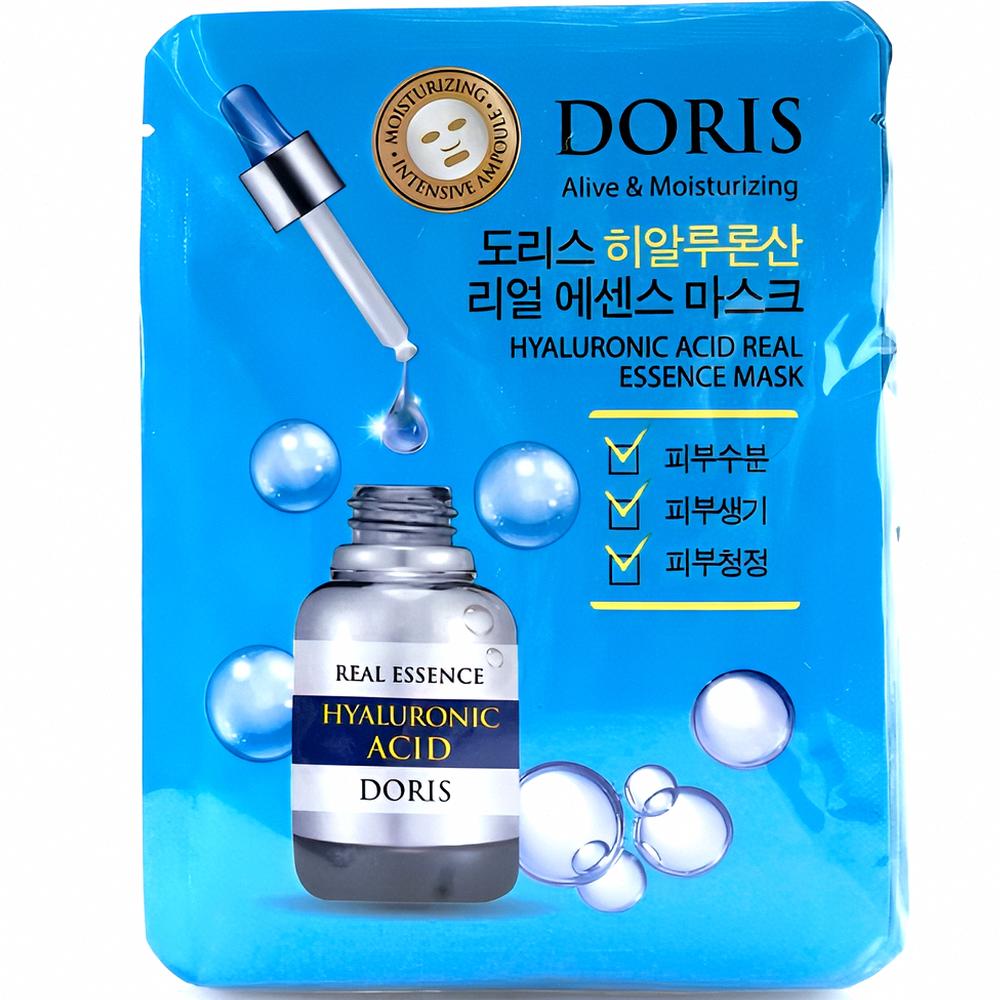 MOISTURIZING
INTENSIVE AMPOULE
DORIS
Alive & Moisturizing
도리스 히알루론산
리얼 에센스 마스크
HYALURONIC ACID REAL
ESSENCE MASK
피부수분
피부생기
피부청정
REAL ESSENCE
HYALURONIC
ACID
DORIS